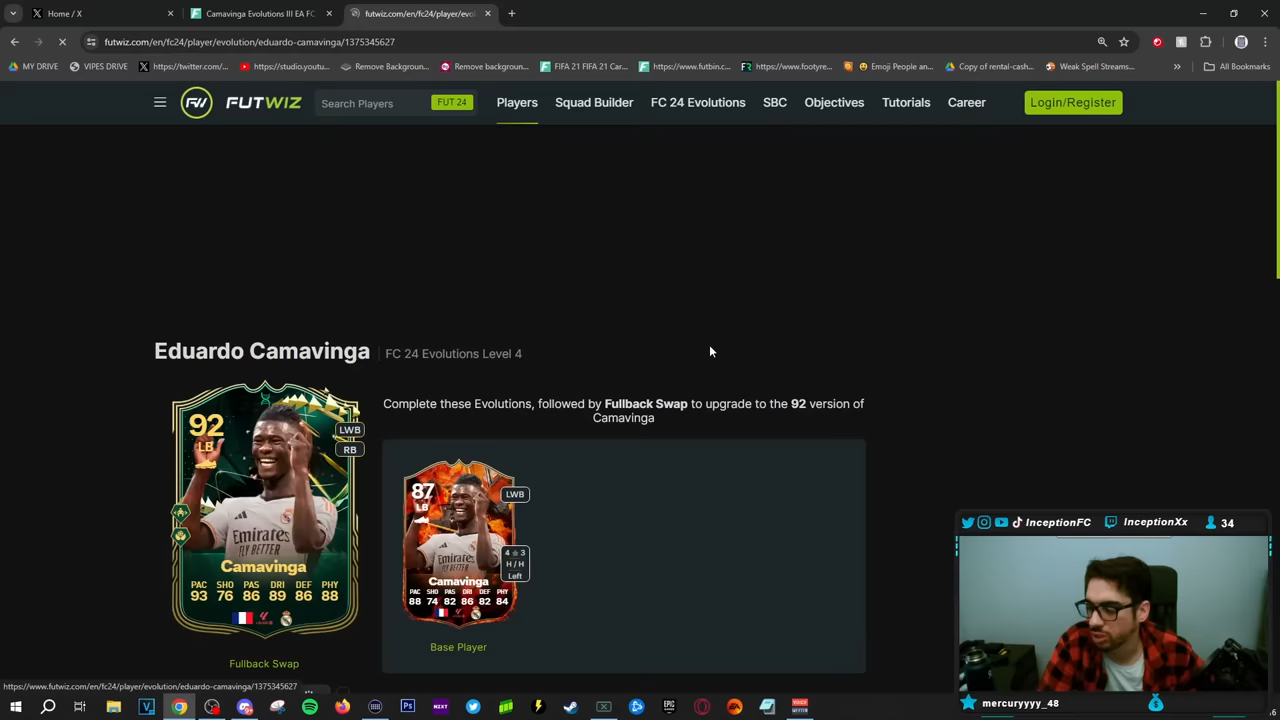 Home / X
Camavinga Evolutions III EA FC
futwiz.com/en/fc24/player/evol
futwiz.com/en/fc24/player/evolution/eduardo-camavinga/1375345627
MY DRIVE
VIPES DRIVE
https://twitter.com/...
https://studio.youtu...
Remove Backgroun...
Remove backgroun...
FIFA 21 FIFA 21 Car...
https://www.futbin.c...
https://www.footyre...
Emoji People an...
Copy of rental-cash...
Weak Spell Streams...
»
All Bookmarks
FW FUTWIZ
Search Players
FUT 24
Players
Squad Builder
FC 24 Evolutions
SBC
Objectives
Tutorials
Career
Login/Register
Eduardo Camavinga
FC 24 Evolutions Level 4
Complete these Evolutions, followed by Fullback Swap to upgrade to the 92 version of
Camavinga
92
LB
LWB
RB
Emirates
FLY BETTER
Camavinga
PAC SHO PAS DRI DEF PHY
93 76 86 89 86 88
Fullback Swap
87
LB
LWB
4 ★ 3
H / H
Left
Camavinga
PAC SHO PAS DRI DEF PHY
88 74 82 86 82 84
Base Player
https://www.futwiz.com/en/fc24/player/evolution/eduardo-camavinga/1375345627
InceptionFC
InceptionXx
34
mercuryyyy_48